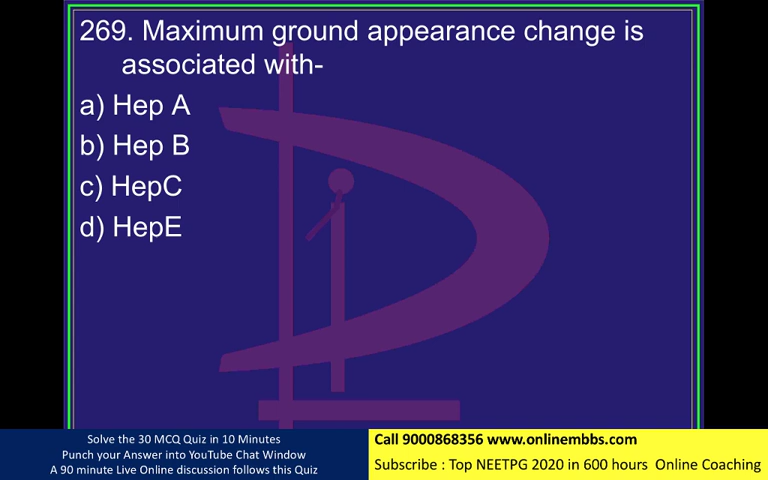 269. Maximum ground appearance change is
associated with-
a) Hep A
b) Hep B
c) HepC
d) HepE
Solve the 30 MCQ Quiz in 10 Minutes
Punch your Answer into YouTube Chat Window
A 90 minute Live Online discussion follows this Quiz
Call 9000868356 www.onlinembbs.com
Subscribe : Top NEETPG 2020 in 600 hours Online Coaching